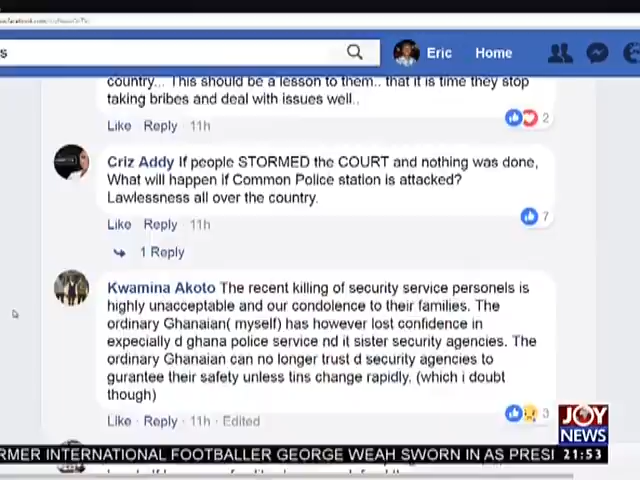 s
Eric Home
country... This should be a lesson to them.. that it is time they stop
taking bribes and deal with issues well..
Like · Reply · 11h
2
Criz Addy If people STORMED the COURT and nothing was done,
What will happen if Common Police station is attacked?
Lawlessness all over the country.
7
Like · Reply · 11h
1 Reply
Kwamina Akoto The recent killing of security service personels is
highly unacceptable and our condolence to their families. The
ordinary Ghanaian( myself) has however lost confidence in
expecially d ghana police service nd it sister security agencies. The
ordinary Ghanaian can no longer trust d security agencies to
gurantee their safety unless tins change rapidly. (which i doubt
though)
3
Like · Reply · 11h · Edited
JOY
NEWS
21:53
RMER INTERNATIONAL FOOTBALLER GEORGE WEAH SWORN IN AS PRESI